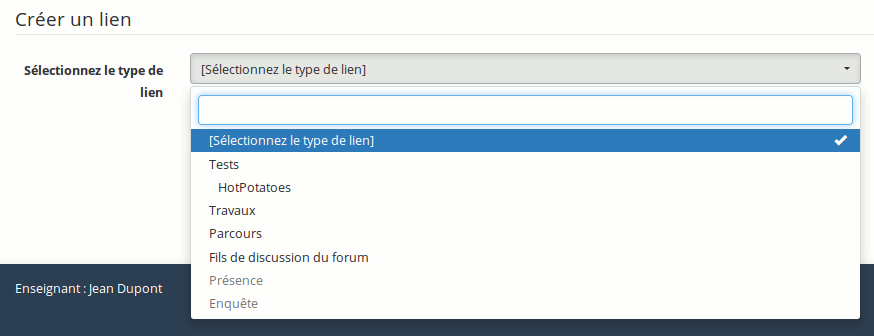 Créer un lien
Sélectionnez le type de
lien
[Sélectionnez le type de lien]
[Sélectionnez le type de lien]
Tests
HotPotatoes
Travaux
Parcours
Fils de discussion du forum
Présence
Enquête
Enseignant : Jean Dupont